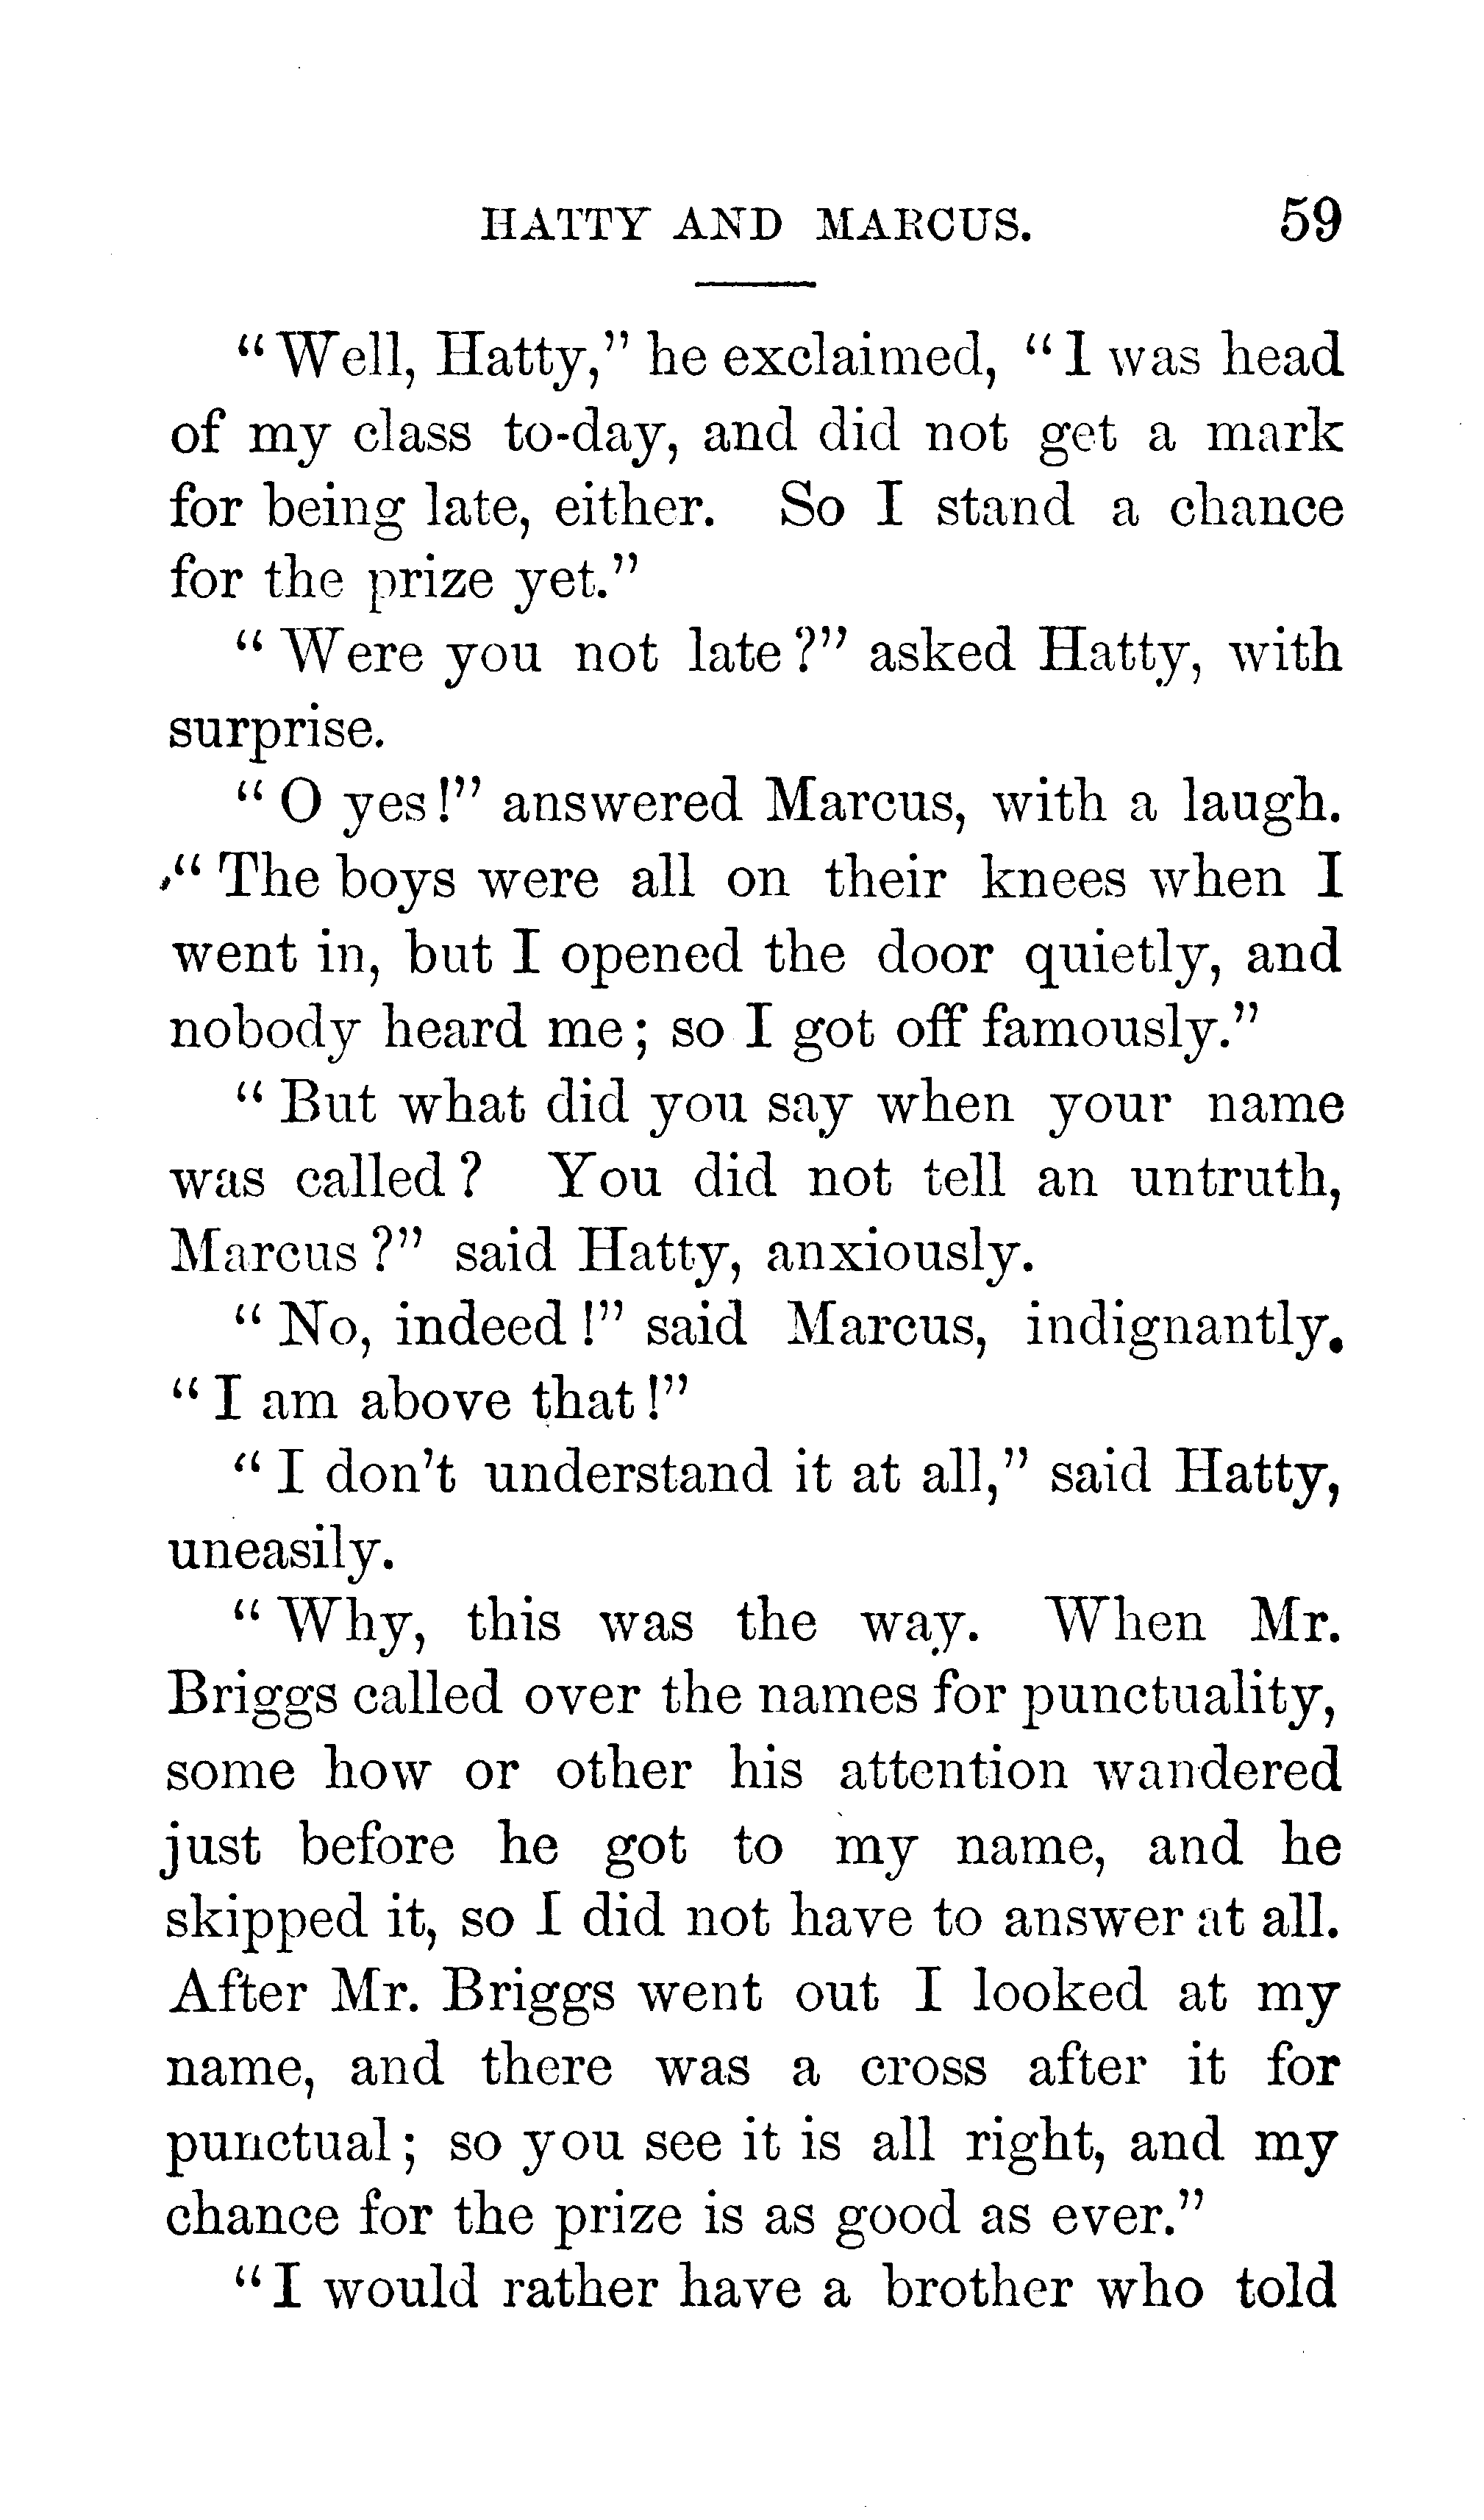 HATTY AND MARCUS. 59
"Well, Hatty," he exclaimed, "I was head
of my class to-day, and did not get a mark
for being late, either. So I stand a chance
for the prize yet."
"Were you not late?" asked Hatty, with
surprise.
"O yes!" answered Marcus, with a laugh.
"The boys were all on their knees when I
went in, but I opened the door quietly, and
nobody heard me; so I got off famously."
"But what did you say when your name
was called? You did not tell an untruth,
Marcus?" said Hatty, anxiously.
"No, indeed!" said Marcus, indignantly.
"I am above that!"
"I don't understand it at all," said Hatty,
uneasily.
"Why, this was the way. When Mr.
Briggs called over the names for punctuality,
some how or other his attention wandered
just before he got to my name, and he
skipped it, so I did not have to answer at all.
After Mr. Briggs went out I looked at my
name, and there was a cross after it for
punctual; so you see it is all right, and my
chance for the prize is as good as ever."
"I would rather have a brother who told